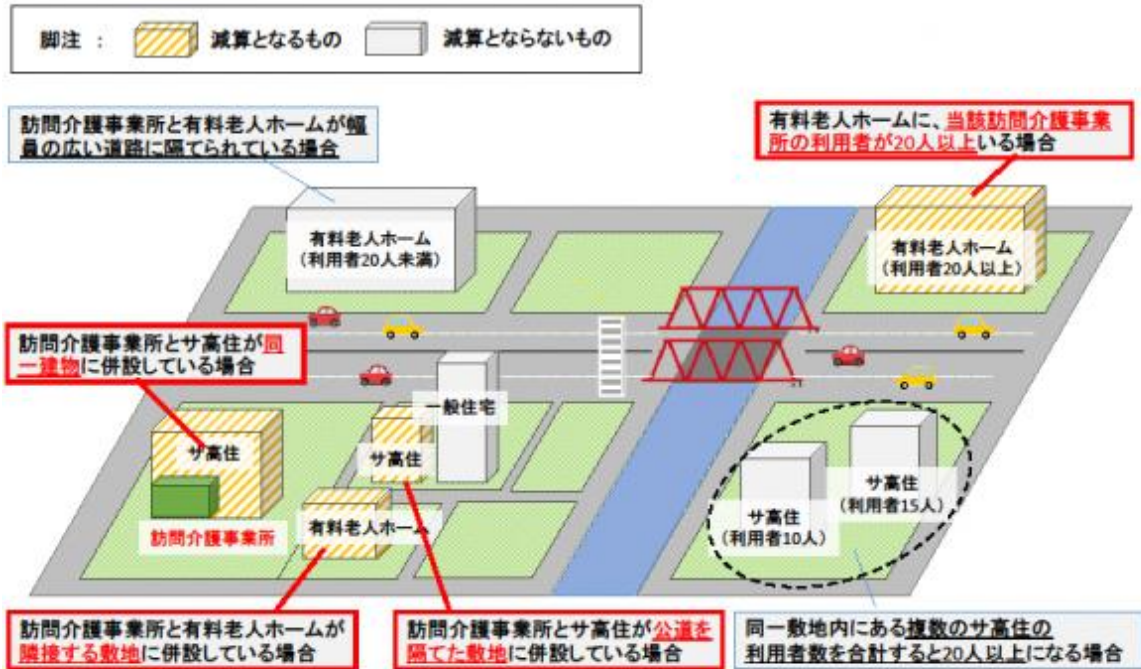 脚注 ： 減算となるもの 減算とならないもの
訪問介護事業所と有料老人ホームが幅
員の広い道路に隔てられている場合
有料老人ホームに、当該訪問介護事業
所の利用者が20人以上いる場合
有料老人ホーム
（利用者20人未満）
有料老人ホーム
（利用者20人以上）
訪問介護事業所とサ高住が同
一建物に併設している場合
一般住宅
サ高住
サ高住
訪問介護事業所
有料老人ホーム
サ高住
（利用者15人）
サ高住
（利用者10人）
訪問介護事業所と有料老人ホームが
隣接する敷地に併設している場合
訪問介護事業所とサ高住が公道を
隔てた敷地に併設している場合
同一敷地内にある複数のサ高住の
利用者数を合計すると20人以上になる場合